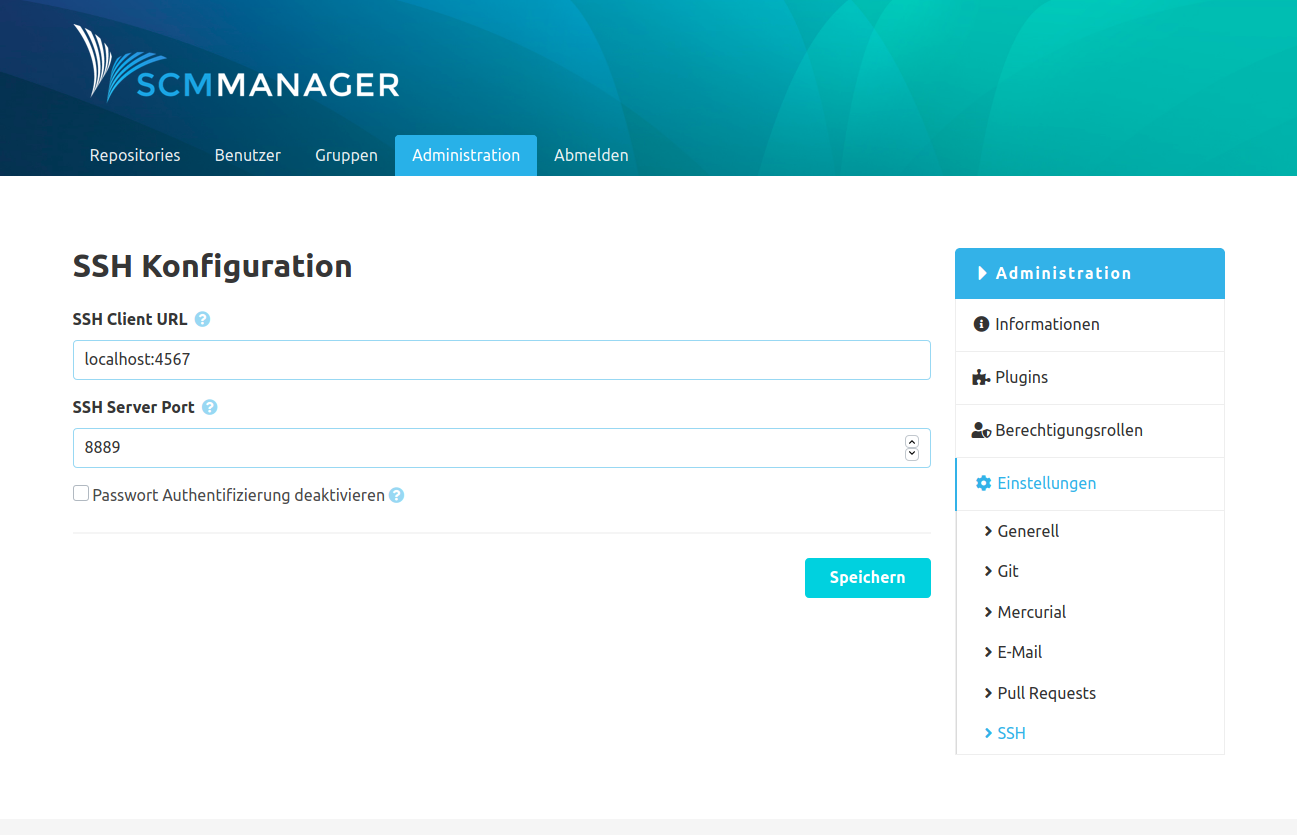 SCMMANAGER
Repositories Benutzer Gruppen Administration Abmelden
SSH Konfiguration
SSH Client URL ?
localhost:4567
SSH Server Port ?
8889
Passwort Authentifizierung deaktivieren ?
Speichern
Administration
Informationen
Plugins
Berechtigungsrollen
Einstellungen
Generell
Git
Mercurial
E-Mail
Pull Requests
SSH